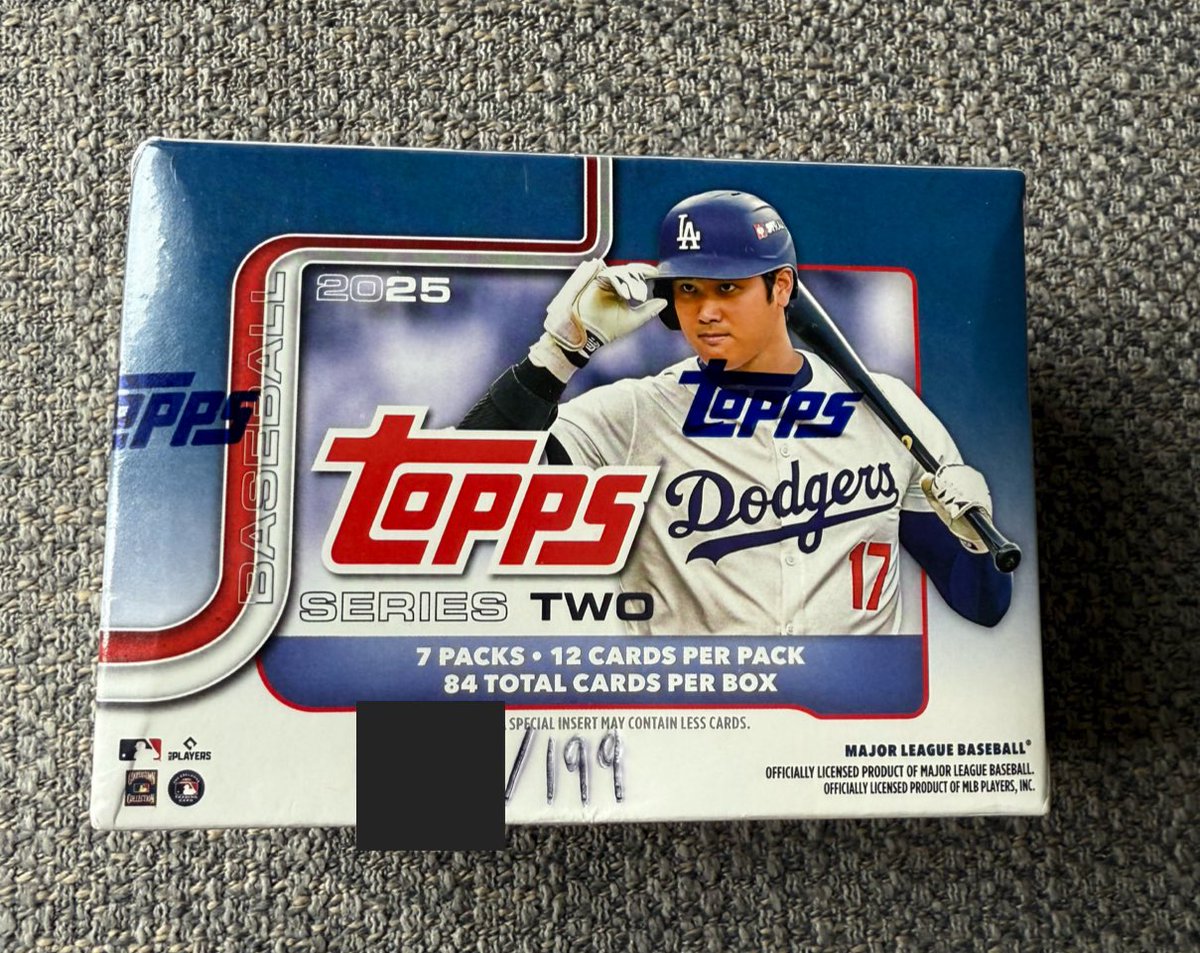 LA
2025
BASEBALL
TOPPS
TOPPS
TOPPS
Dodgers
17
SERIES TWO
7 PACKS • 12 CARDS PER PACK
84 TOTAL CARDS PER BOX
SPECIAL INSERT MAY CONTAIN LESS CARDS.
/199
PLAYERS
MAJOR LEAGUE BASEBALL®
OFFICIALLY LICENSED PRODUCT OF MAJOR LEAGUE BASEBALL.
OFFICIALLY LICENSED PRODUCT OF MLB PLAYERS, INC.